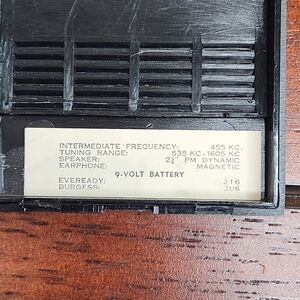 INTERMEDIATE FREQUENCY: 455 KC.
TUNING RANGE: 535 KC-1605 KC
SPEAKER: 2¼" PM DYNAMIC
EARPHONE: MAGNETIC
9-VOLT BATTERY
EVEREADY: 216
BURGESS: 2U6